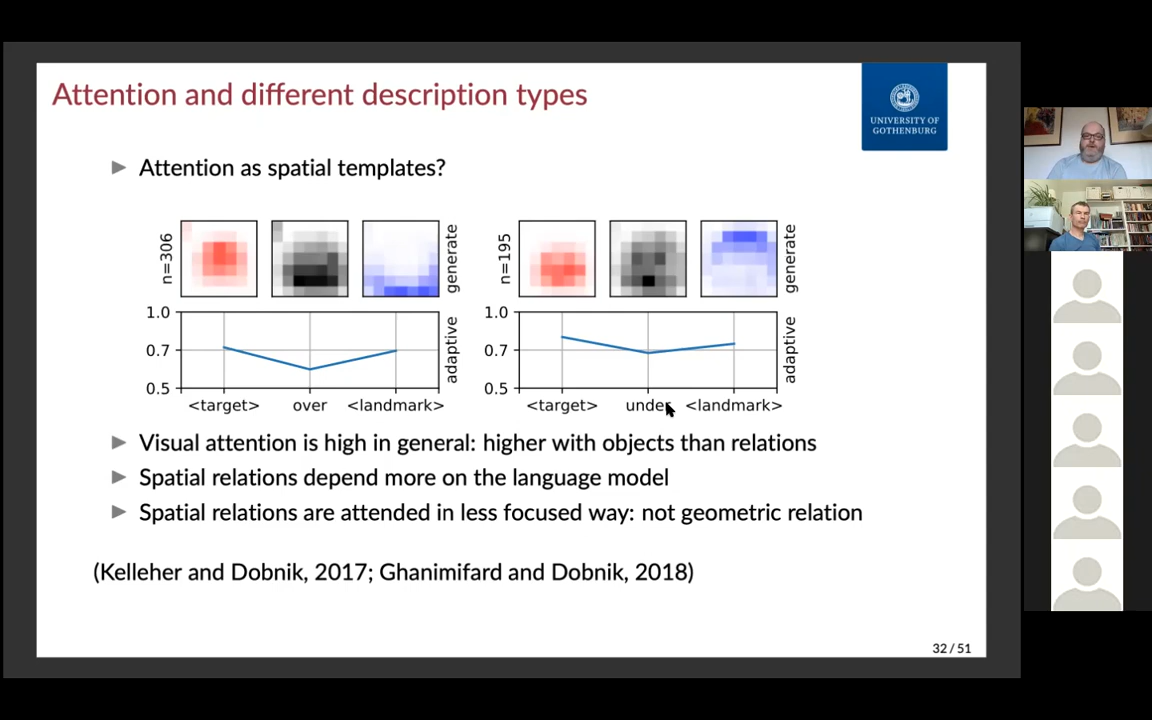 Attention and different description types
UNIVERSITY OF
GOTHENBURG
► Attention as spatial templates?
n=306
generate
n=195
generate
1.0
0.7
0.5
adaptive
<target> over <landmark>
1.0
0.7
0.5
adaptive
<target> under <landmark>
► Visual attention is high in general: higher with objects than relations
► Spatial relations depend more on the language model
► Spatial relations are attended in less focused way: not geometric relation
(Kelleher and Dobnik, 2017; Ghanimifard and Dobnik, 2018)
32 / 51